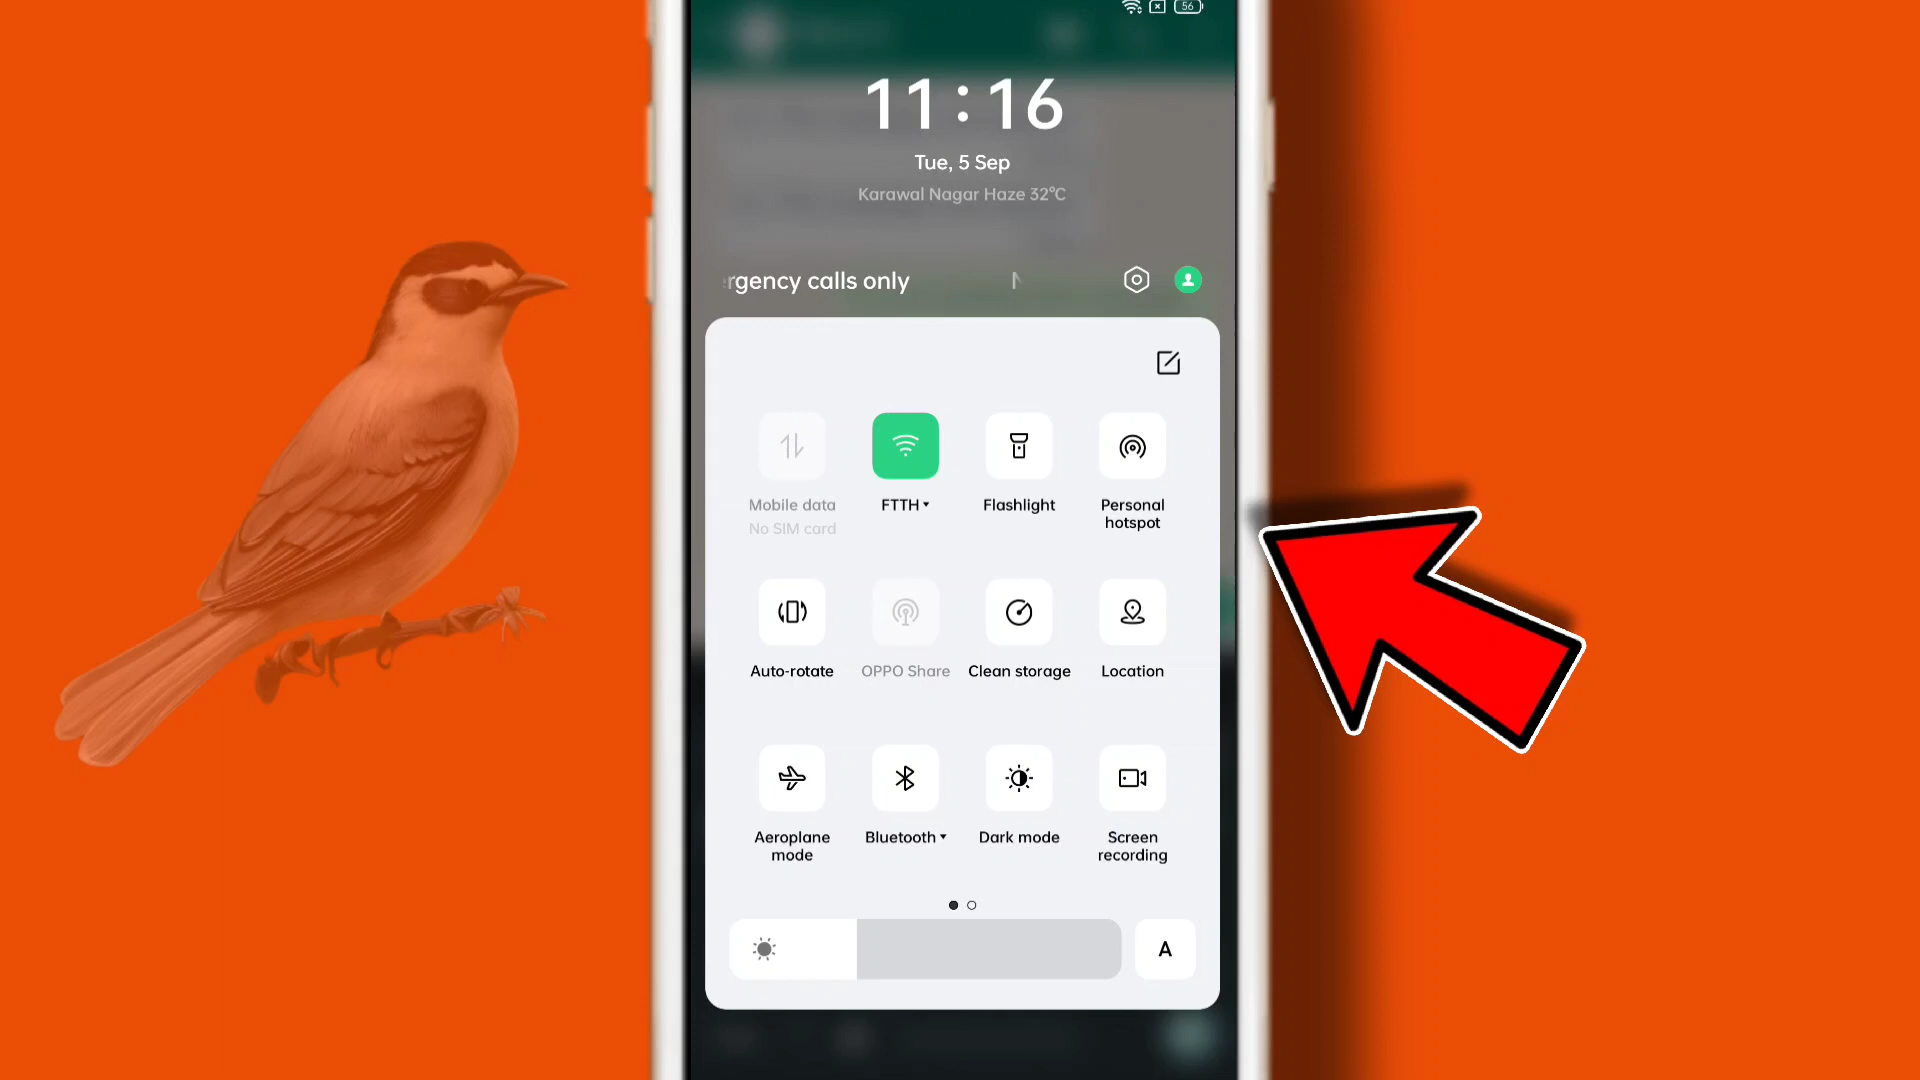 56
11:16
Tue, 5 Sep
Karawal Nagar Haze 32°C
rgency calls only
Mobile data
No SIM card
FTTH
Flashlight
Personal
hotspot
Auto-rotate
OPPO Share
Clean storage
Location
Aeroplane
mode
Bluetooth
Dark mode
Screen
recording
A